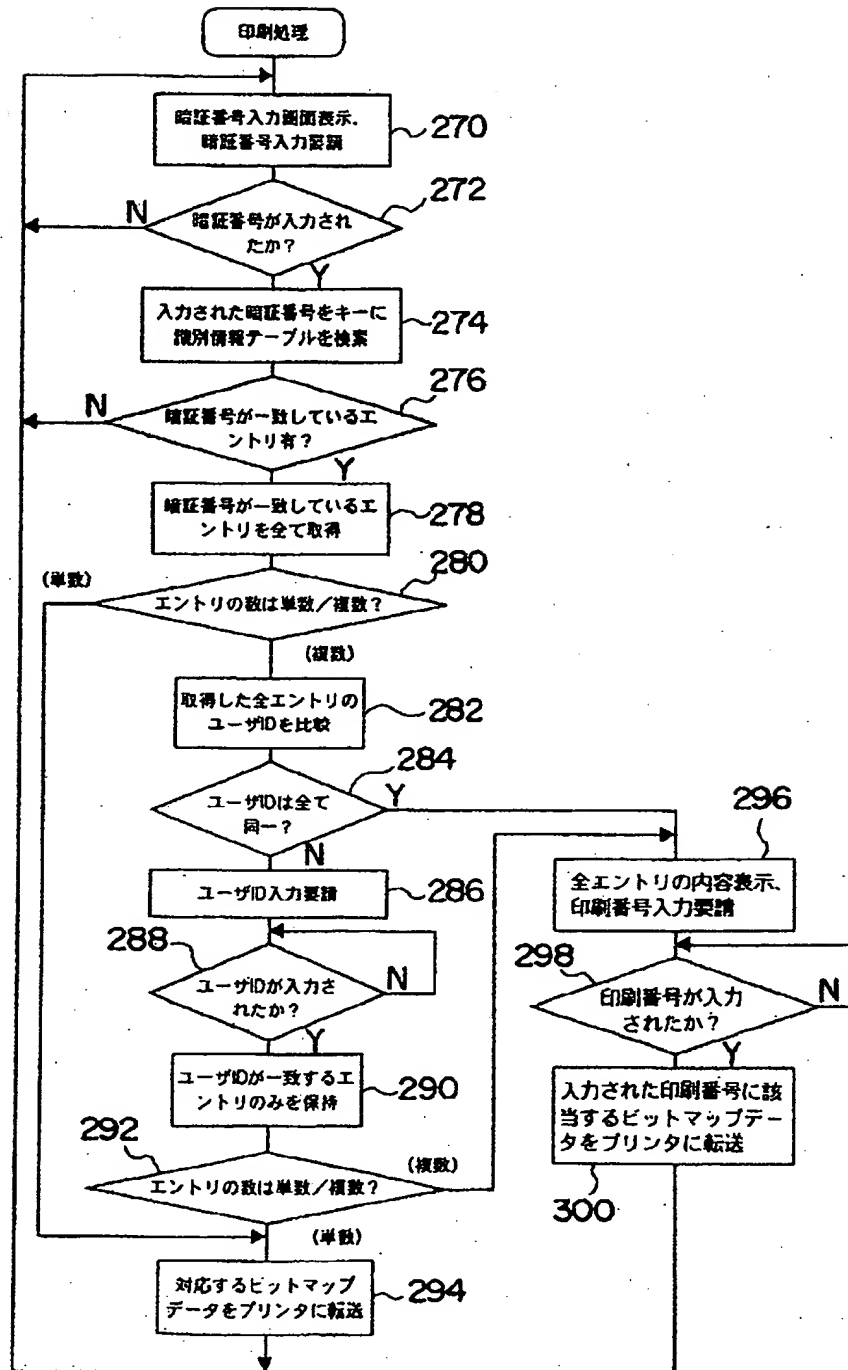 印刷処理
暗証番号入力画面表示、
暗証番号入力要請
270
272
N
暗証番号が入力され
たか?
Y
入力された暗証番号をキーに
識別情報テーブルを検索
274
276
N
暗証番号が一致しているエ
ントリ有?
Y
暗証番号が一致しているエ
ントリを全て取得
278
280
(単数)
エントリの数は単数/複数?
(複数)
取得した全エントリの
ユーザIDを比較
282
284
ユーザIDは全て
同一?
Y
N
ユーザID入力要請
286
288
ユーザIDが入力さ
れたか?
N
Y
ユーザIDが一致するエ
ントリのみを保持
290
292
エントリの数は単数/複数?
(複数)
(単数)
対応するビットマップ
データをプリンタに転送
294
296
全エントリの内容表示、
印刷番号入力要請
298
印刷番号が入力
されたか?
N
Y
入力された印刷番号に該
当するビットマップデー
タをプリンタに転送
300